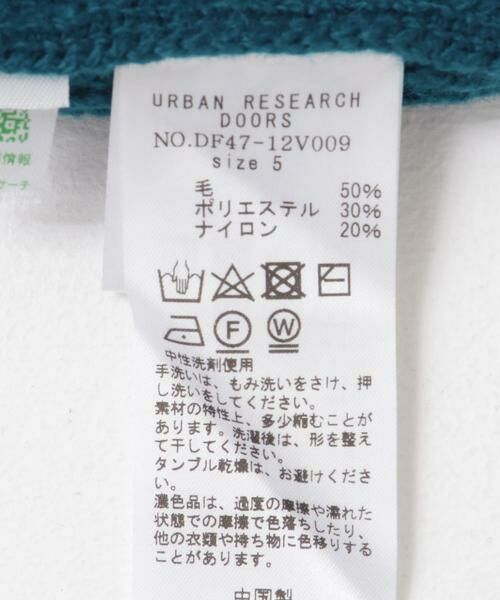 URBAN RESEARCH
DOORS
NO.DF47-12V009
size 5
毛 50%
ポリエステル 30%
ナイロン 20%
F W
中性洗剤使用
手洗いは、もみ洗いをさけ、押
し洗いをしてください。
素材の特性上、多少縮むことが
あります。洗濯後は、形を整え
て干してください。
タンブル乾燥は、お避けくださ
い。
濃色品は、過度の摩擦や濡れた
状態での摩擦で色落ちしたり、
他の衣類や持ち物に色移りする
ことがあります。
中国製
情報
サーチ